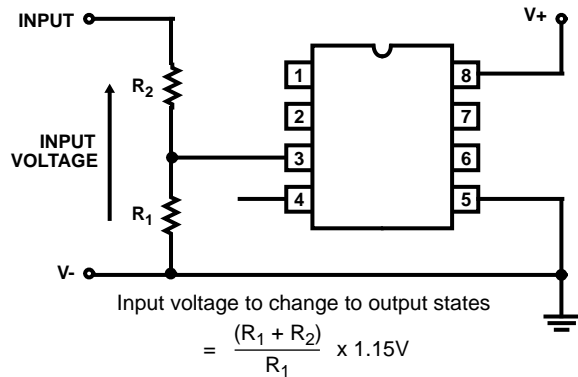 INPUT
V+
R2
INPUT
VOLTAGE
R1
V-
1
2
3
4
8
7
6
5
Input voltage to change to output states
= (R1 + R2) / R1 x 1.15V